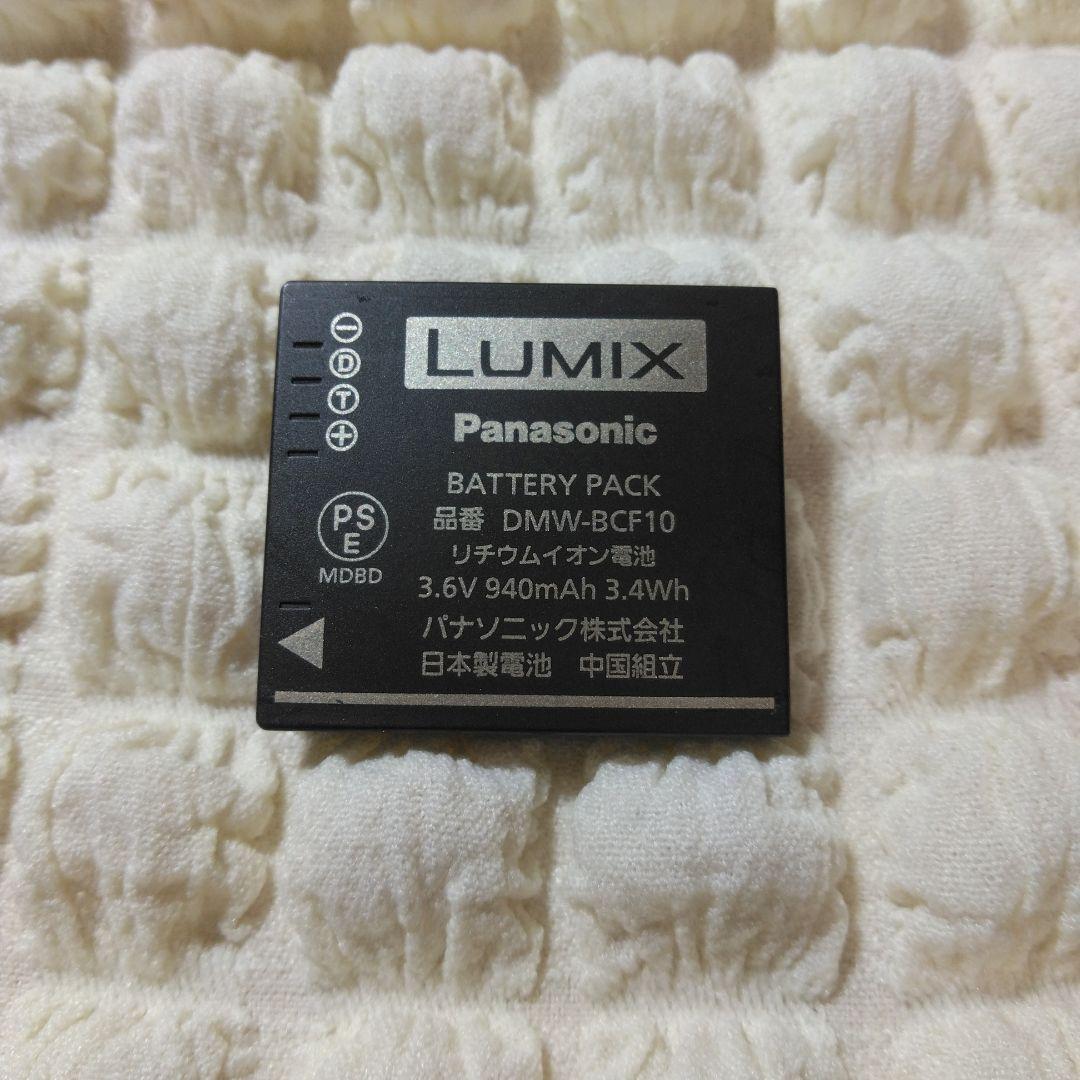 LUMIX
Panasonic
BATTERY PACK
品番 DMW-BCF10
リチウムイオン電池
3.6V 940mAh 3.4Wh
パナソニック株式会社
日本製電池 中国組立
−
D
T
+
PS
E
MDBD